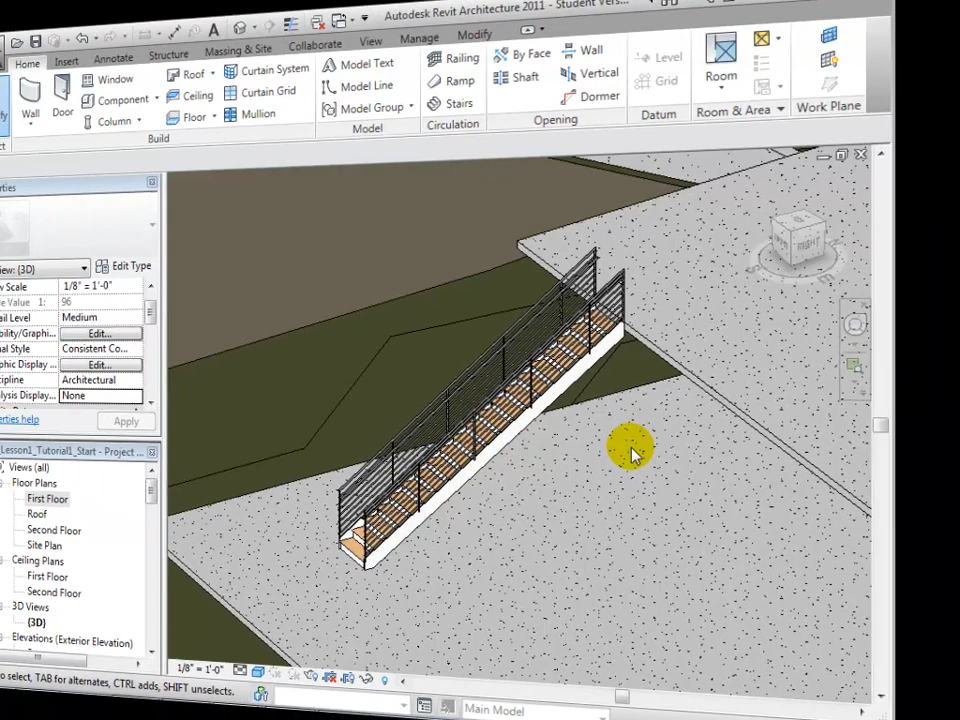 Autodesk Revit Architecture 2011 - Student Vers...
Home Insert Annotate Structure Massing & Site Collaborate View Manage Modify
Wall
Door
Window
Component
Column
Roof
Ceiling
Floor
Curtain System
Curtain Grid
Mullion
Build
Model Text
Model Line
Model Group
Model
Railing
Ramp
Stairs
Circulation
By Face
Shaft
Wall
Vertical
Dormer
Opening
Level
Grid
Datum
Room
Room & Area
Work Plane
View: {3D}
Edit Type
1/8" = 1'-0"
96
Medium
Edit...
Consistent Co...
Edit...
Architectural
None
Apply
Lesson1_Tutorial1_Start - Project ...
Views (all)
Floor Plans
First Floor
Roof
Second Floor
Site Plan
Ceiling Plans
First Floor
Second Floor
3D Views
{3D}
Elevations (Exterior Elevation)
RIGHT
1/8" = 1'-0"
to select, TAB for alternates, CTRL adds, SHIFT unselects.
Main Model